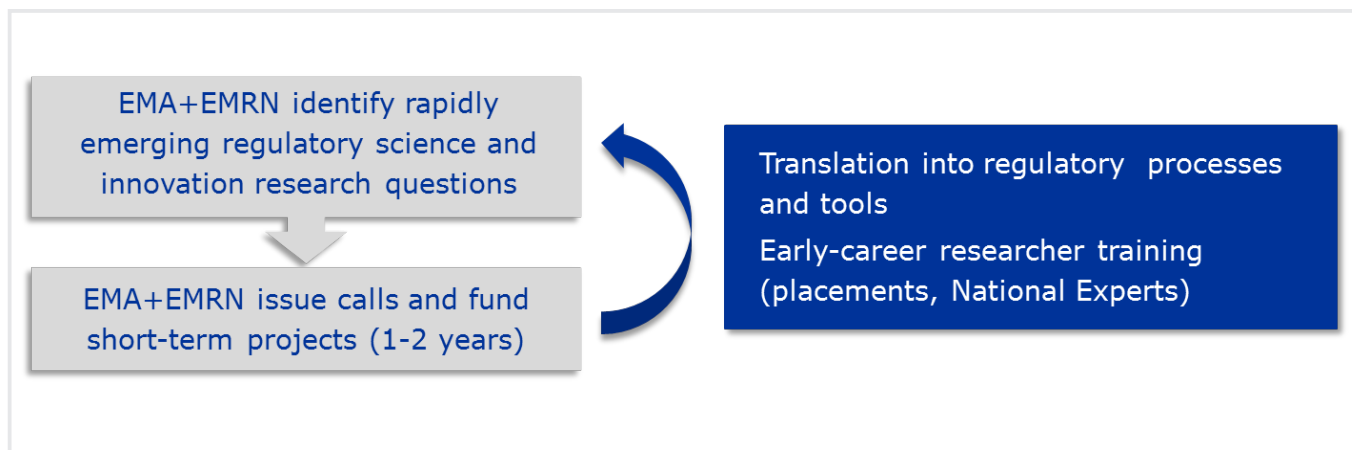 EMA+EMRN identify rapidly
emerging regulatory science and
innovation research questions
EMA+EMRN issue calls and fund
short-term projects (1-2 years)
Translation into regulatory processes
and tools
Early-career researcher training
(placements, National Experts)